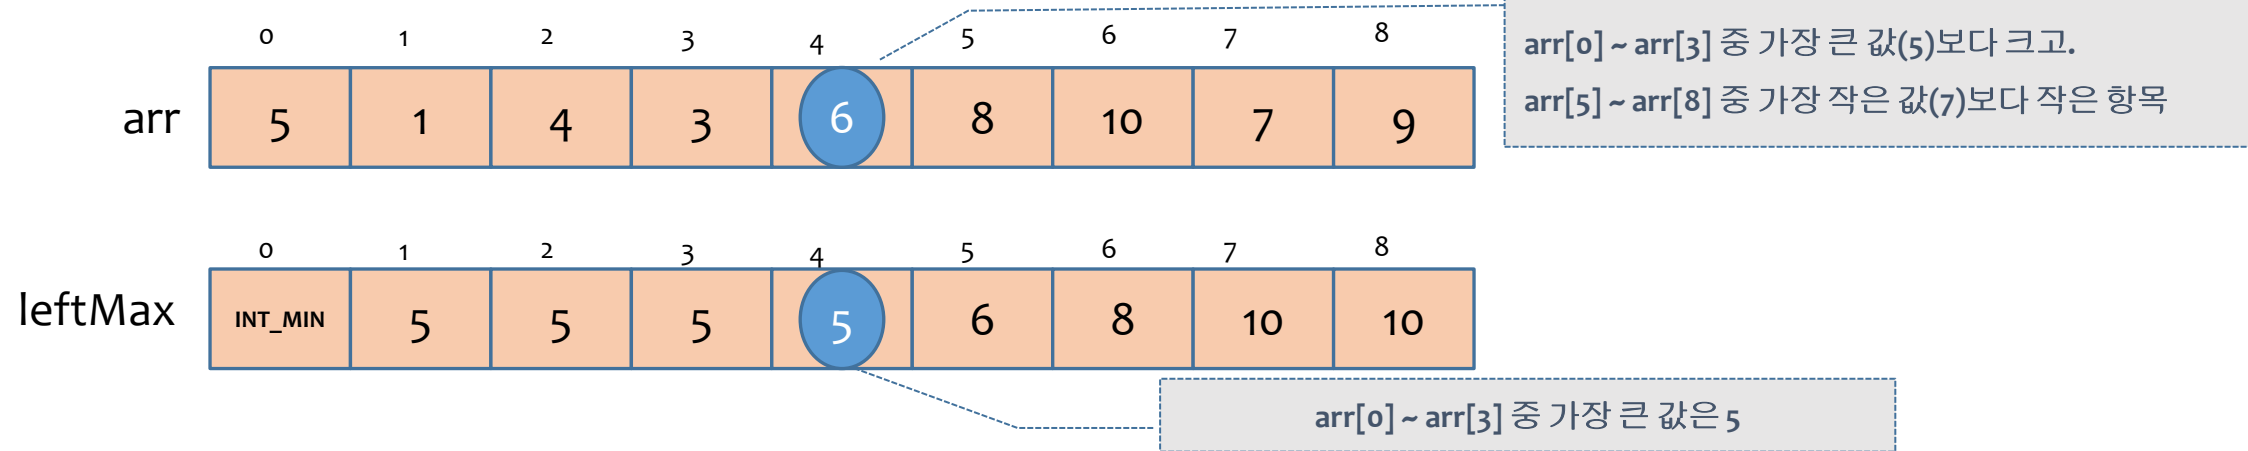 0 1 2 3 4 5 6 7 8
arr[0] ~ arr[3] 중 가장 큰 값(5)보다 크고.
arr[5] ~ arr[8] 중 가장 작은 값(7)보다 작은 항목
arr 5 1 4 3 6 8 10 7 9
0 1 2 3 4 5 6 7 8
leftMax INT_MIN 5 5 5 5 6 8 10 10
arr[0] ~ arr[3] 중 가장 큰 값은 5